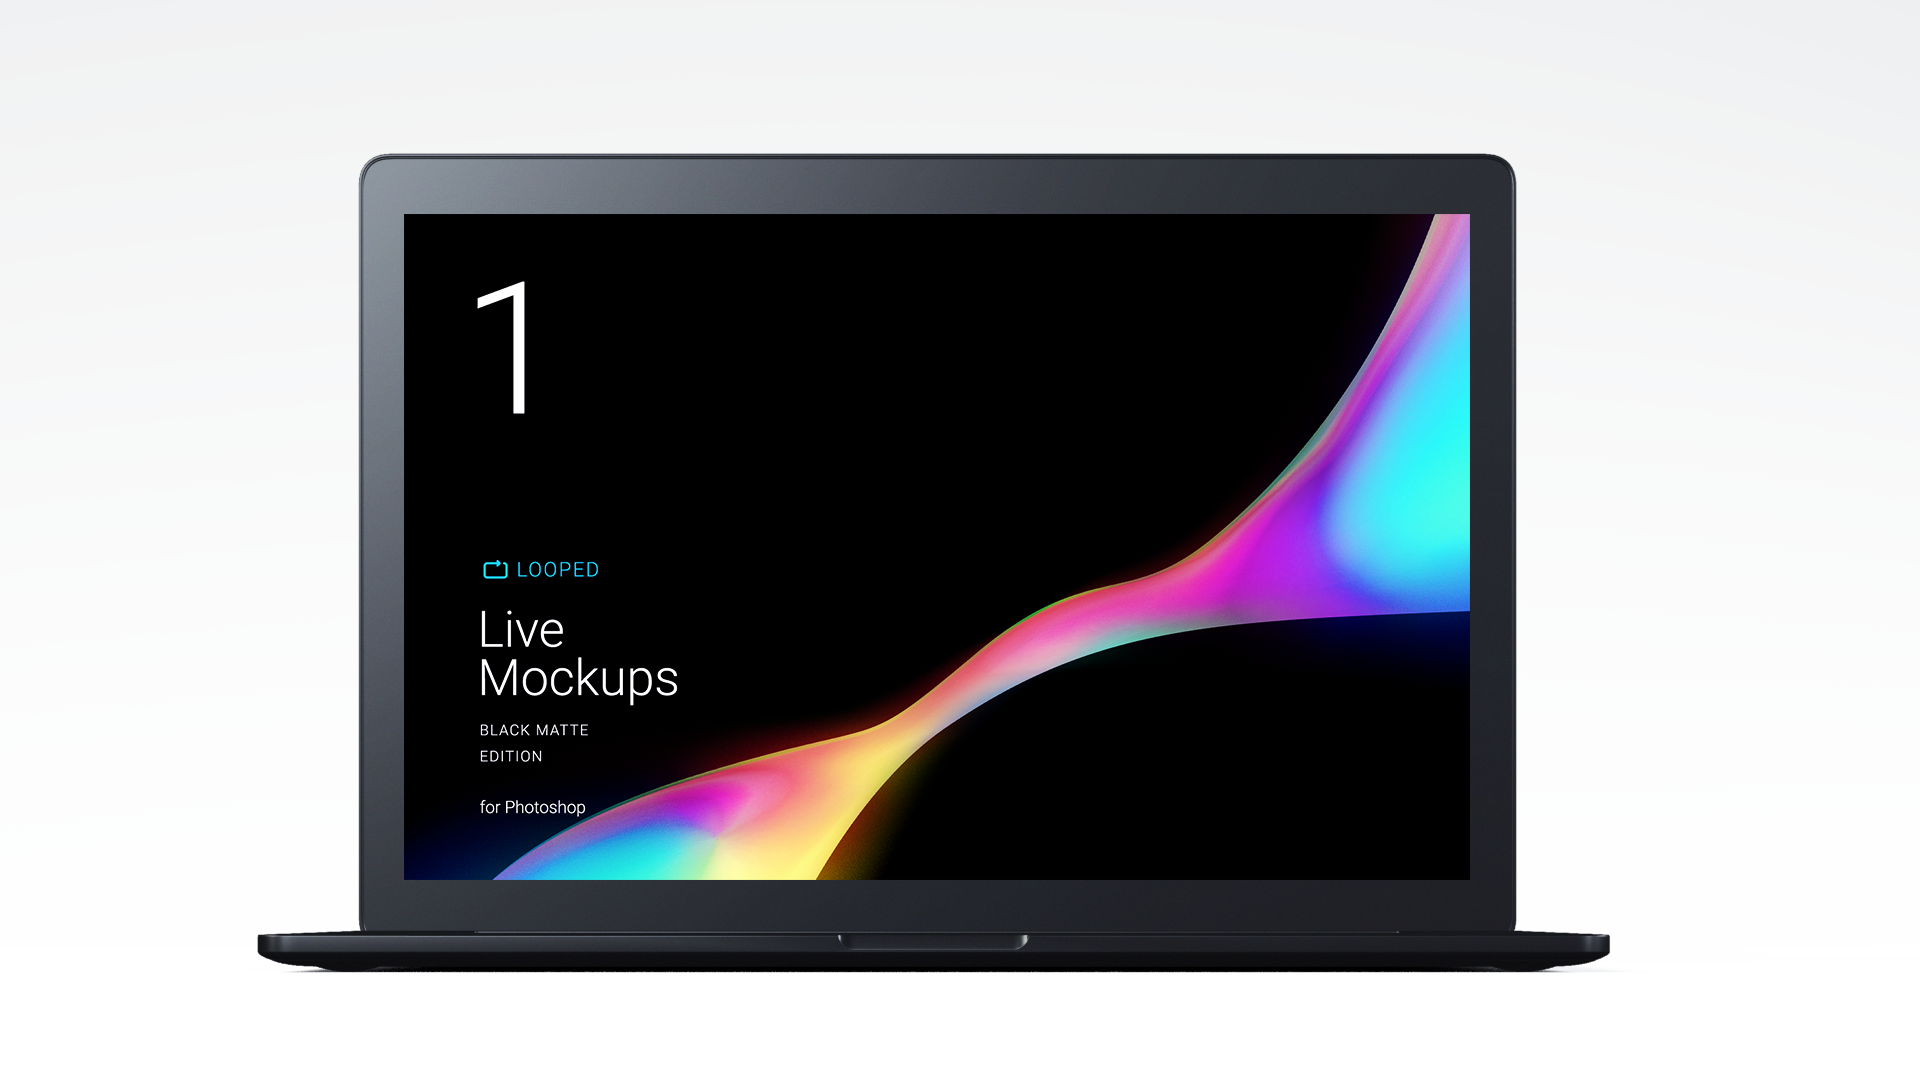 1
LOOPED
Live
Mockups
BLACK MATTE
EDITION
for Photoshop